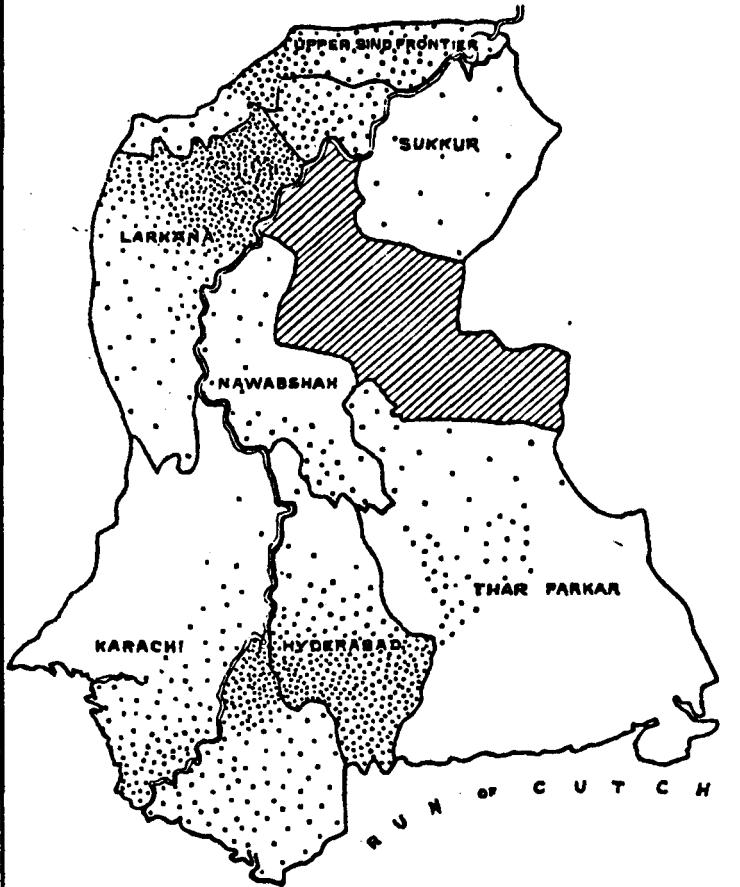 UPPER SIND FRONTIER
SUKKUR
LARKANA
NAWABSHAH
THAR PARKAR
KARACHI
HYDERABAD
RUN OF CUTCH